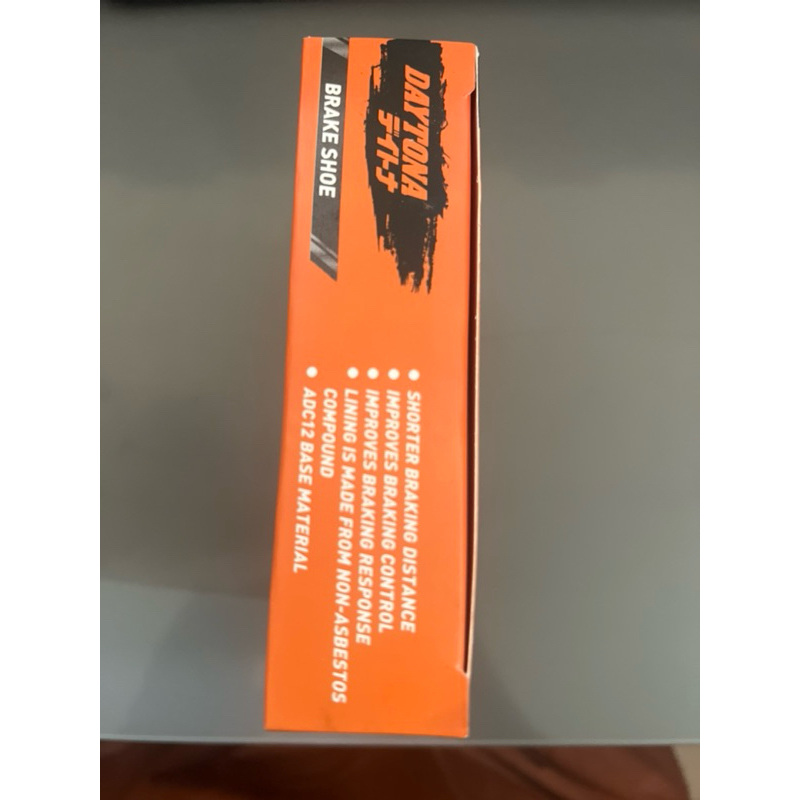 DAYTONA
デイトナ
BRAKE SHOE
SHORTER BRAKING DISTANCE
IMPROVES BRAKING CONTROL
IMPROVES BRAKING RESPONSE
LINING IS MADE FROM NON-ASBESTOS
COMPOUND
ADC12 BASE MATERIAL